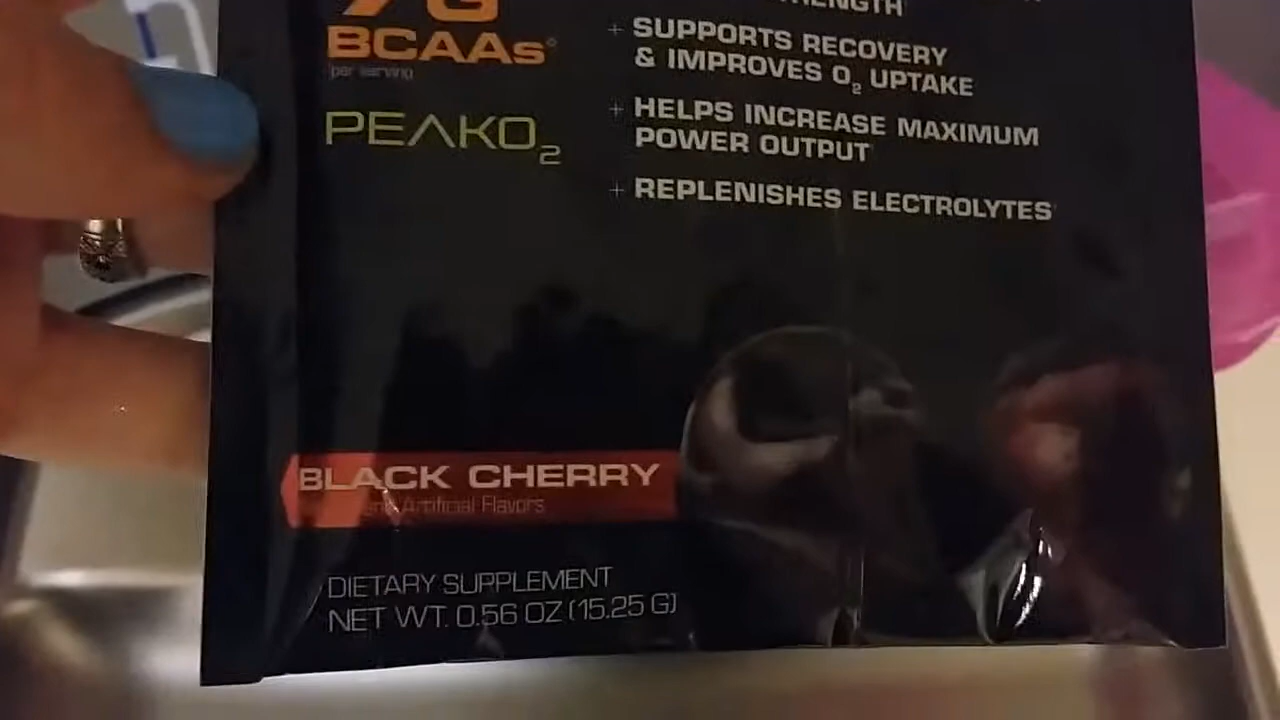 7G
BCAAs
per serving
PEAKO2
+ SUPPORTS RECOVERY
& IMPROVES O2 UPTAKE
+ HELPS INCREASE MAXIMUM
POWER OUTPUT
+ REPLENISHES ELECTROLYTES
BLACK CHERRY
Artificial Flavors
DIETARY SUPPLEMENT
NET WT. 0.56 OZ (15.25 G)